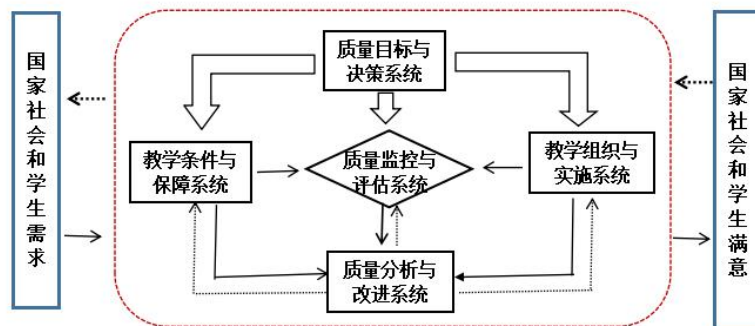 国家社会和学生需求
质量目标与
决策系统
教学条件与
保障系统
质量监控与
评估系统
教学组织与
实施系统
质量分析与
改进系统
国家社会和学生满意